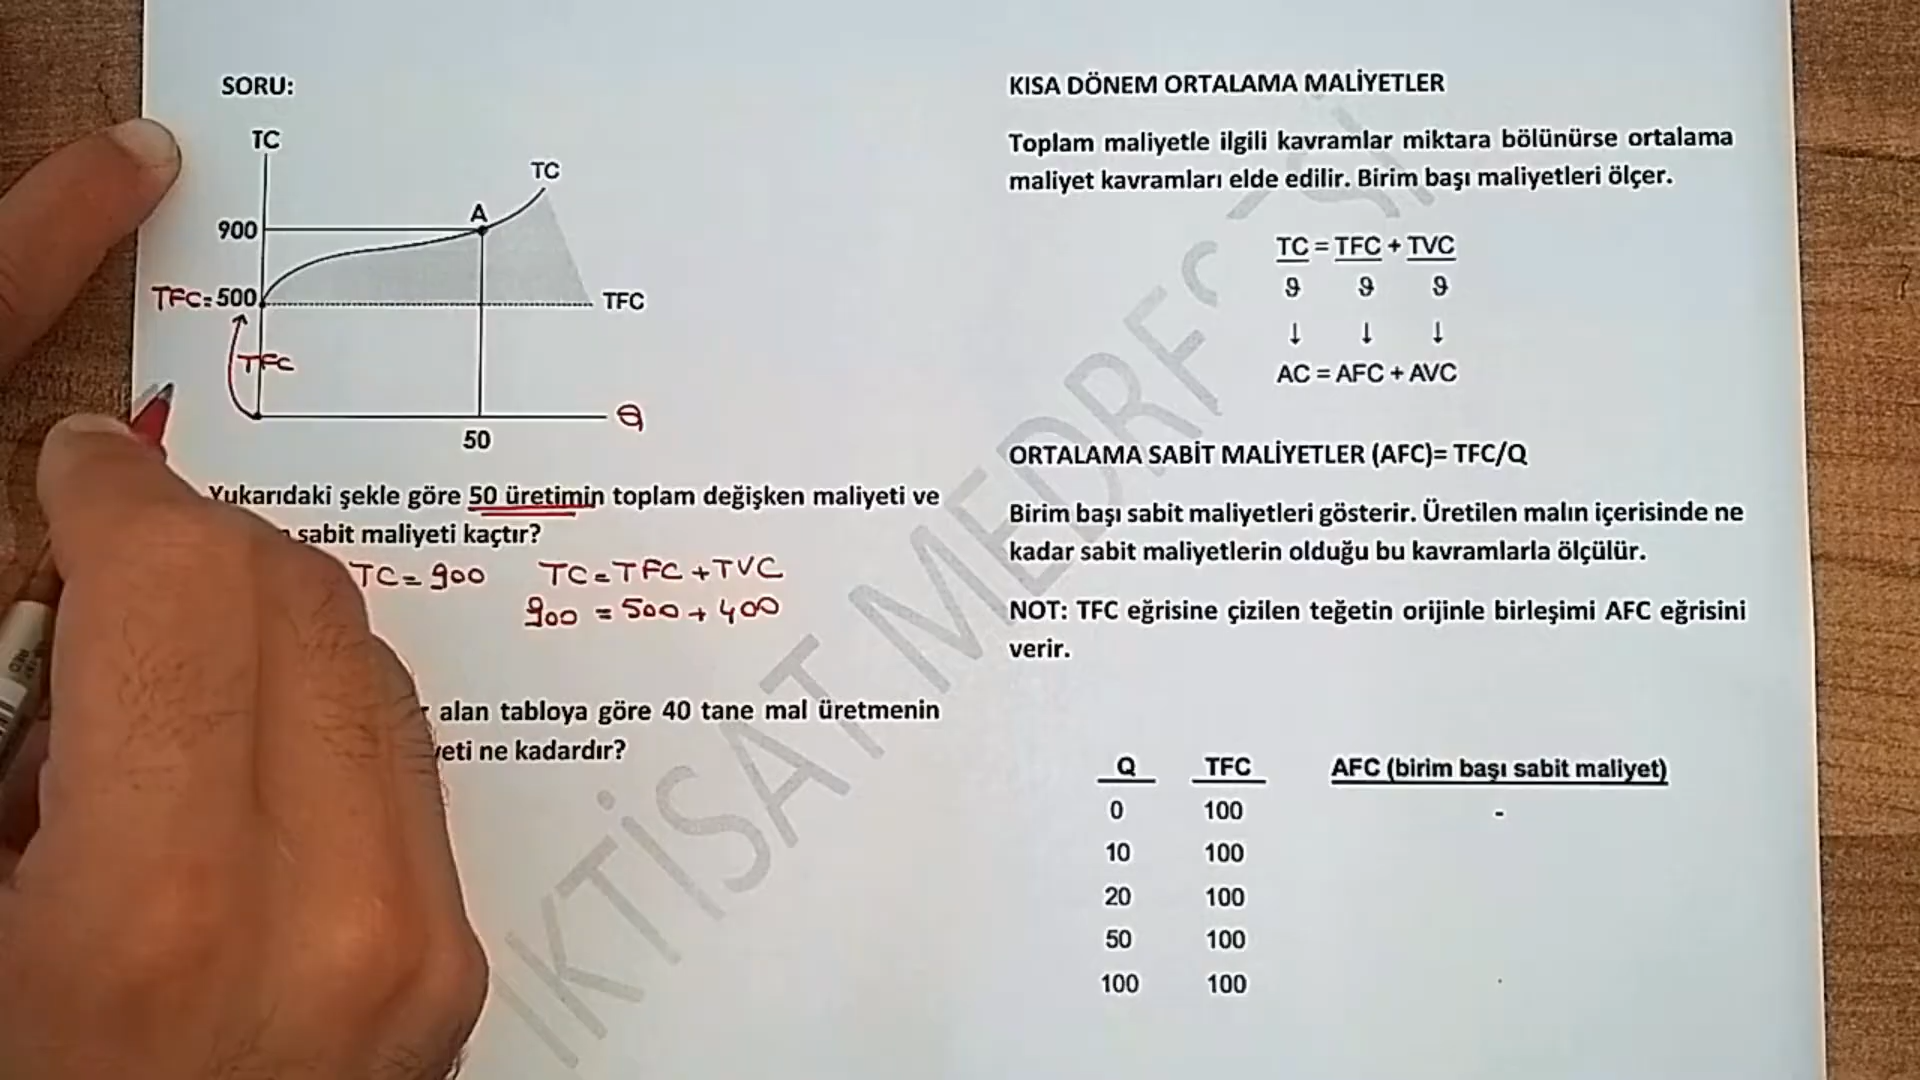 SORU:
TC
TC
A
900
TFC=500
TFC
TFC
Q
50
Yukarıdaki şekle göre 50 üretimin toplam değişken maliyeti ve
sabit maliyeti kaçtır?
TC=900
TC=TFC+TVC
900 = 500+400
alan tabloya göre 40 tane mal üretmenin
ne kadardır?
KISA DÖNEM ORTALAMA MALİYETLER
Toplam maliyetle ilgili kavramlar miktara bölünürse ortalama
maliyet kavramları elde edilir. Birim başı maliyetleri ölçer.
TC = TFC + TVC
ϑ ϑ ϑ
↓ ↓ ↓
AC = AFC + AVC
ORTALAMA SABİT MALİYETLER (AFC)= TFC/Q
Birim başı sabit maliyetleri gösterir. Üretilen malın içerisinde ne
kadar sabit maliyetlerin olduğu bu kavramlarla ölçülür.
NOT: TFC eğrisine çizilen teğetin orijinle birleşimi AFC eğrisini
verir.
Q TFC AFC (birim başı sabit maliyet)
0 100 -
10 100
20 100
50 100
100 100
İKTİSAT MEDRESESİ